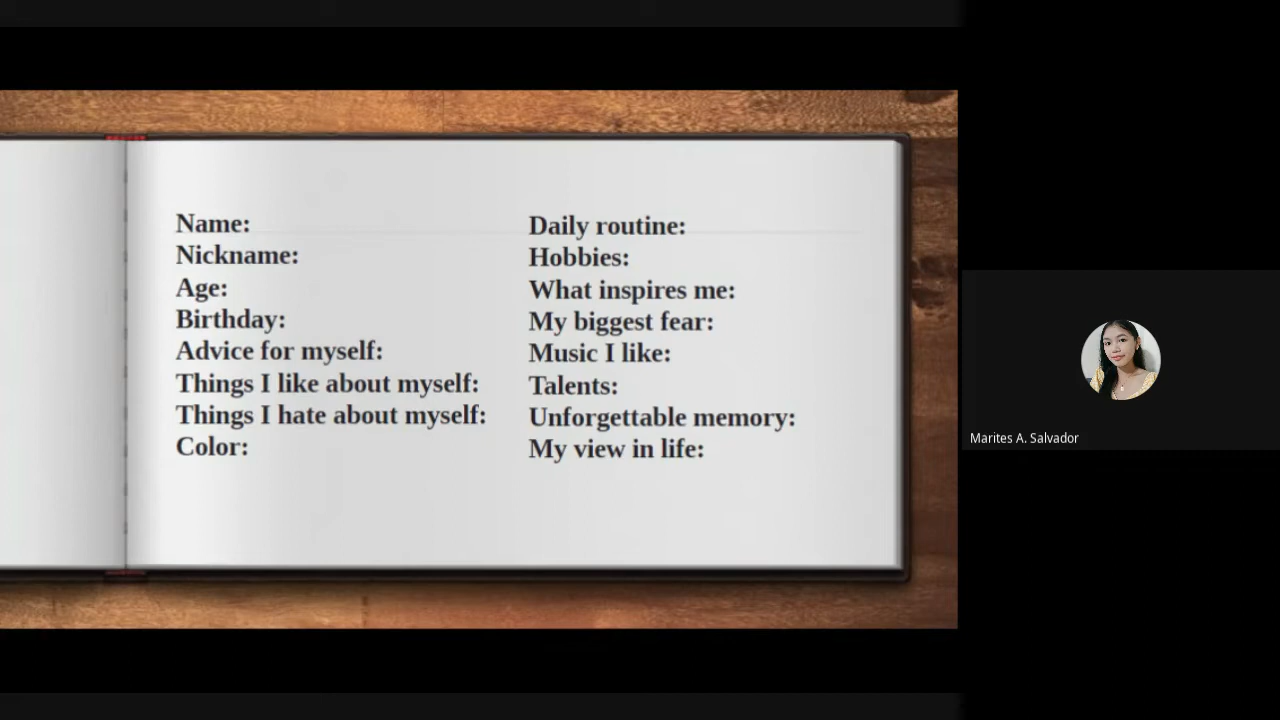 Name:
Nickname:
Age:
Birthday:
Advice for myself:
Things I like about myself:
Things I hate about myself:
Color:
Daily routine:
Hobbies:
What inspires me:
My biggest fear:
Music I like:
Talents:
Unforgettable memory:
My view in life:
Marites A. Salvador